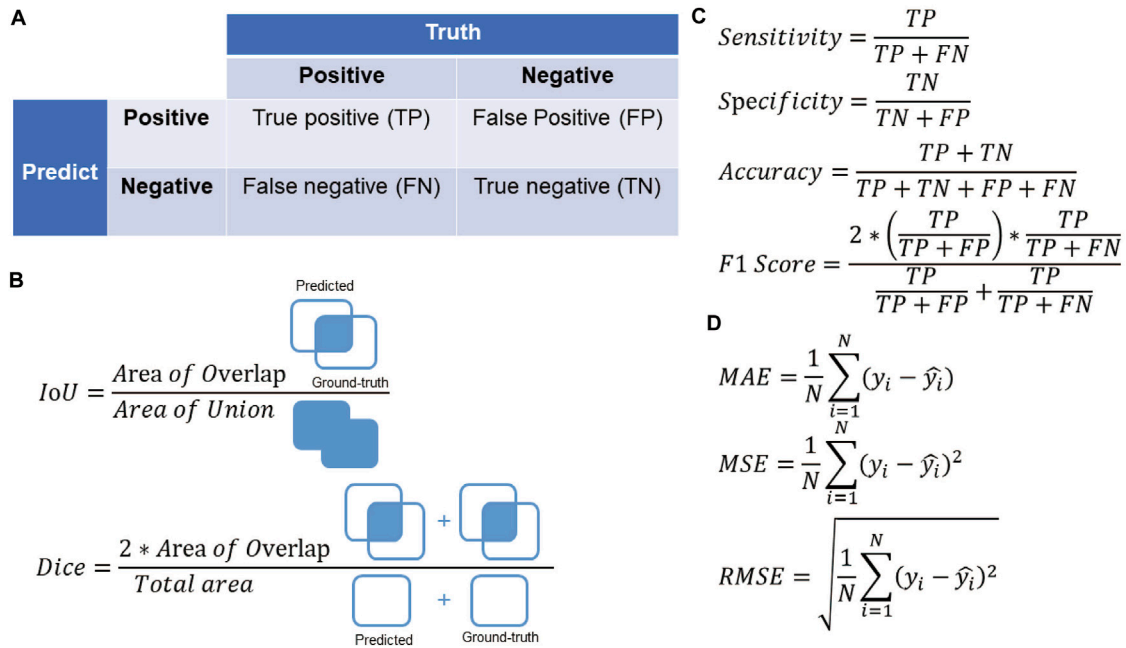 A
Truth
Positive Negative
Predict
Positive True positive (TP) False Positive (FP)
Negative False negative (FN) True negative (TN)
B
Predicted
IoU = Area of Overlap / Area of Union
Ground-truth
Dice = 2 * Area of Overlap / Total area
+
+
Predicted Ground-truth
C
Sensitivity = TP / (TP + FN)
Specificity = TN / (TN + FP)
Accuracy = (TP + TN) / (TP + TN + FP + FN)
F1 Score = (2 * (TP / (TP + FP)) * TP / (TP + FN)) / (TP / (TP + FP) + TP / (TP + FN))
D
MAE = 1/N ∑_{i=1}^{N} (y_i − ŷ_i)
MSE = 1/N ∑_{i=1}^{N} (y_i − ŷ_i)²
RMSE = √(1/N ∑_{i=1}^{N} (y_i − ŷ_i)²)